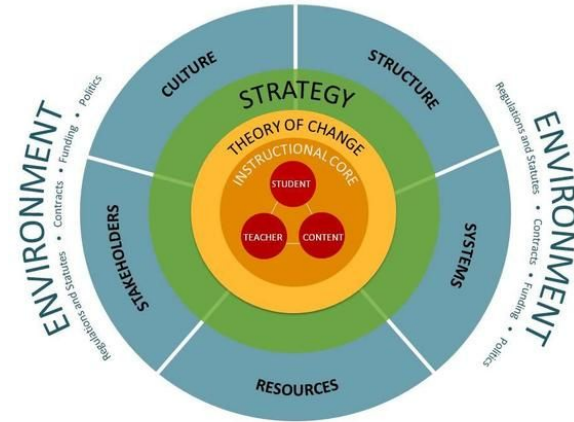 CULTURE
STRUCTURE
STRATEGY
THEORY OF CHANGE
INSTRUCTIONAL CORE
STUDENT
TEACHER
CONTENT
STAKEHOLDERS
SYSTEMS
RESOURCES
ENVIRONMENT
Regulations and Statutes • Contracts • Funding • Politics
ENVIRONMENT
Regulations and Statutes • Contracts • Funding • Politics